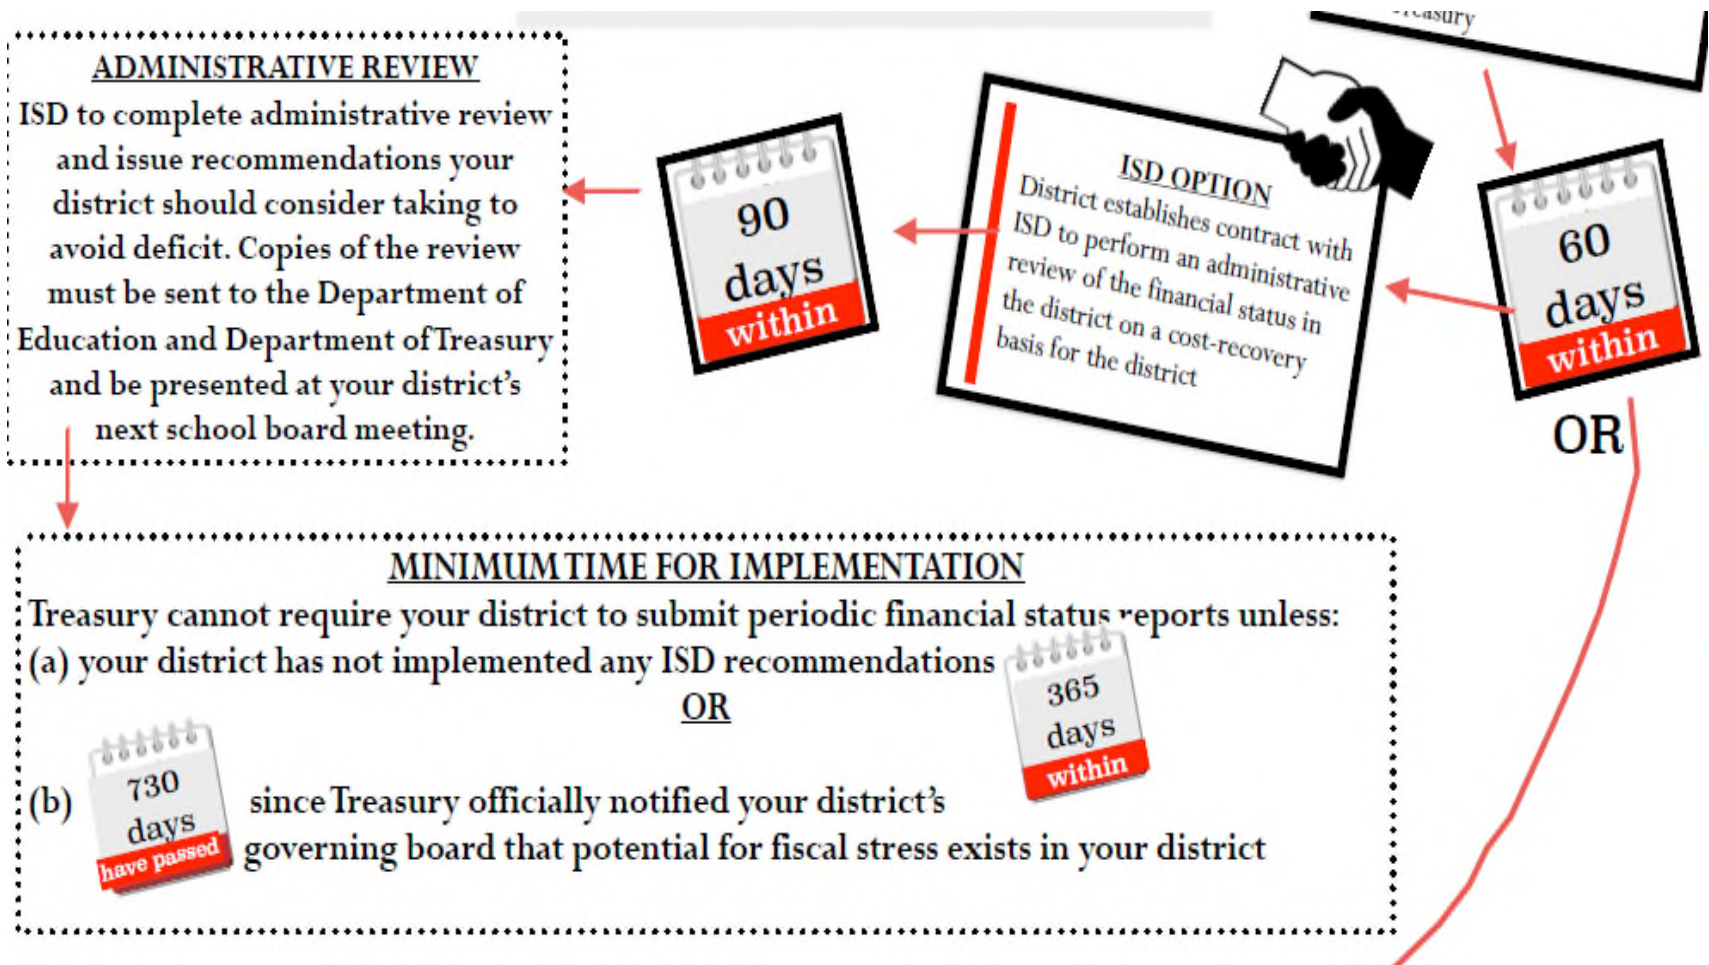 Treasury
ADMINISTRATIVE REVIEW
ISD to complete administrative review
and issue recommendations your
district should consider taking to
avoid deficit. Copies of the review
must be sent to the Department of
Education and Department of Treasury
and be presented at your district's
next school board meeting.
90
days
within
ISD OPTION
District establishes contract with
ISD to perform an administrative
review of the financial status in
the district on a cost-recovery
basis for the district
60
days
within
OR
MINIMUM TIME FOR IMPLEMENTATION
Treasury cannot require your district to submit periodic financial status reports unless:
(a) your district has not implemented any ISD recommendations
365
days
within
OR
(b)
730
days
have passed
since Treasury officially notified your district's
governing board that potential for fiscal stress exists in your district